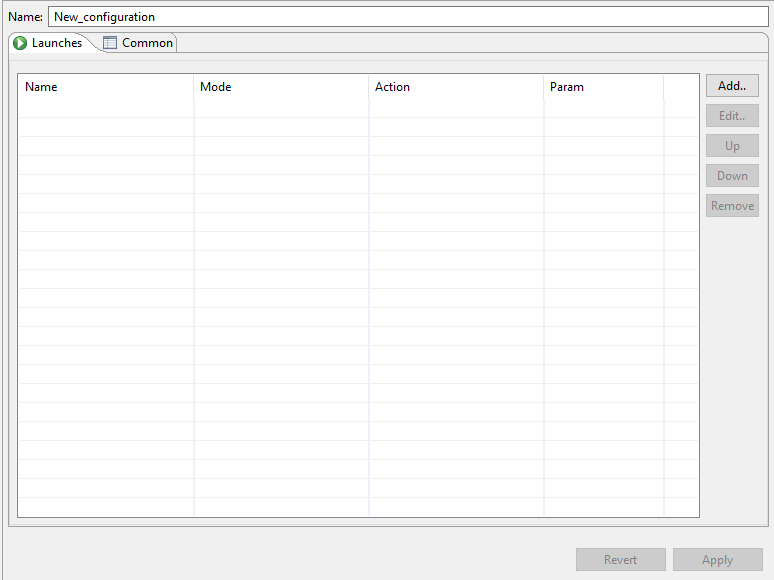 Name: New_configuration
Launches Common
Name Mode Action Param
Add..
Edit..
Up
Down
Remove
Revert Apply